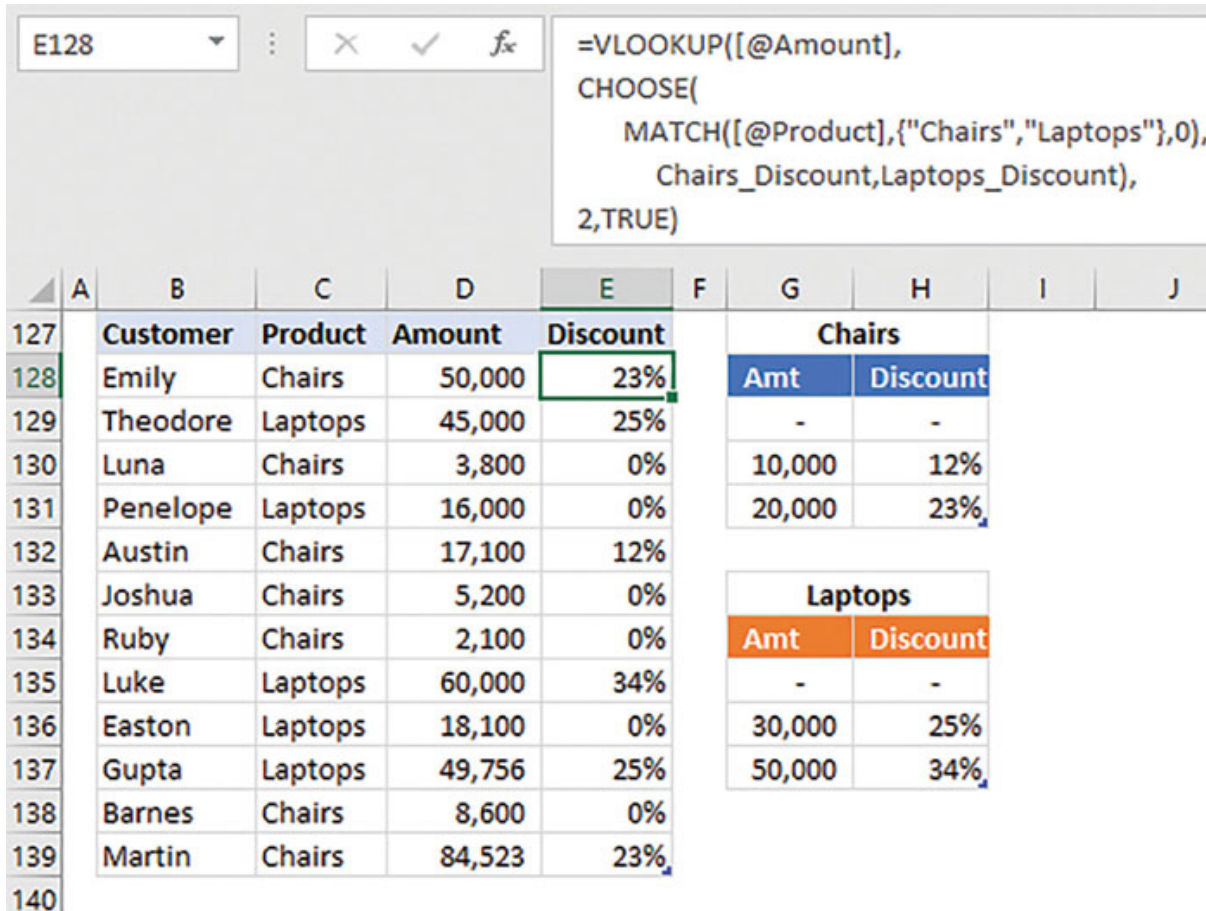 E128
fx
=VLOOKUP([@Amount],
CHOOSE(
MATCH([@Product],{"Chairs","Laptops"},0),
Chairs_Discount,Laptops_Discount),
2,TRUE)
A B C D E F G H I J
127 Customer Product Amount Discount Chairs
128 Emily Chairs 50,000 23% Amt Discount
129 Theodore Laptops 45,000 25% - -
130 Luna Chairs 3,800 0% 10,000 12%
131 Penelope Laptops 16,000 0% 20,000 23%
132 Austin Chairs 17,100 12%
133 Joshua Chairs 5,200 0% Laptops
134 Ruby Chairs 2,100 0% Amt Discount
135 Luke Laptops 60,000 34% - -
136 Easton Laptops 18,100 0% 30,000 25%
137 Gupta Laptops 49,756 25% 50,000 34%
138 Barnes Chairs 8,600 0%
139 Martin Chairs 84,523 23%
140